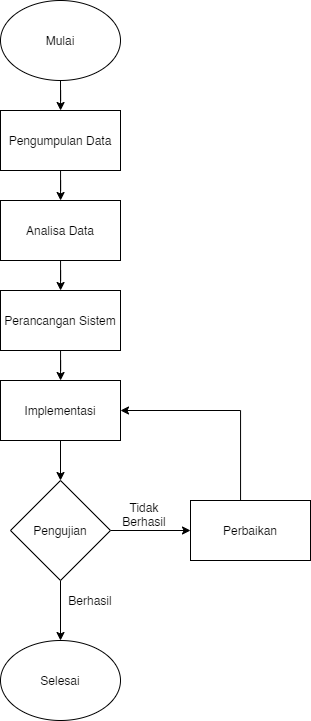 Mulai
Pengumpulan Data
Analisa Data
Perancangan Sistem
Implementasi
Tidak
Berhasil
Pengujian
Perbaikan
Berhasil
Selesai